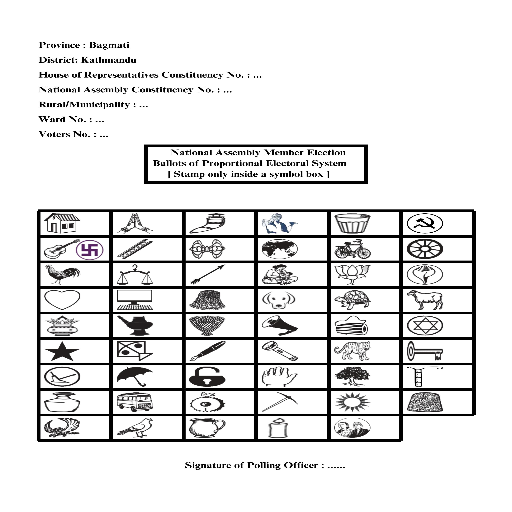 Province : Bagmati
District: Kathmandu
House of Representatives Constituency No. : ...
National Assembly Constituency No. : ...
Rural/Municipality : ...
Ward No. : ...
Voters No. : ...
National Assembly Member Election
Ballots of Proportional Electoral System
[ Stamp only inside a symbol box ]
Signature of Polling Officer : ......